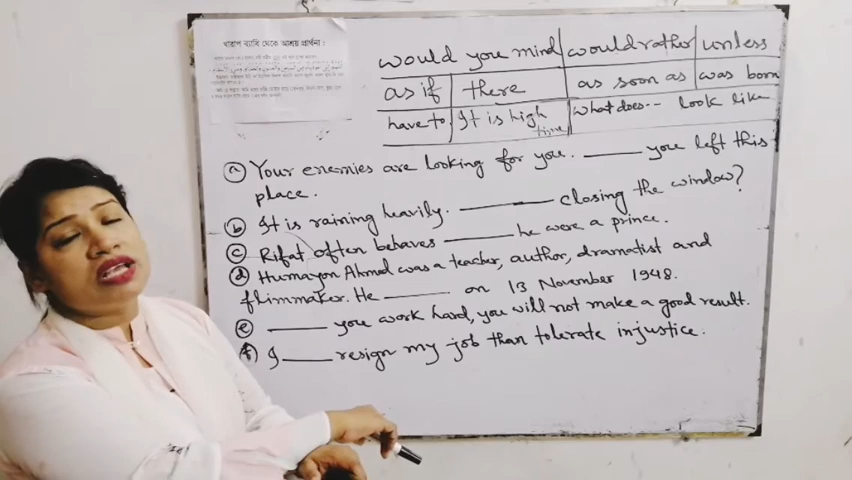 খারাপ ব্যাধি থেকে আশ্রয় প্রার্থনা।
would you mind would rather unless
as if there as soon as was born
have to It is high time What does-- look like
(a) Your enemies are looking for you. ____ you left this
place.
(b) It is raining heavily. ____ closing the window?
(c) Rifat often behaves ____ he were a prince.
(d) Humayon Ahmed was a teacher, author, dramatist and
flimmaker. He ____ on 13 November 1948.
(e) ____ you work hard, you will not make a good result.
(f) I ____ resign my job than tolerate injustice.